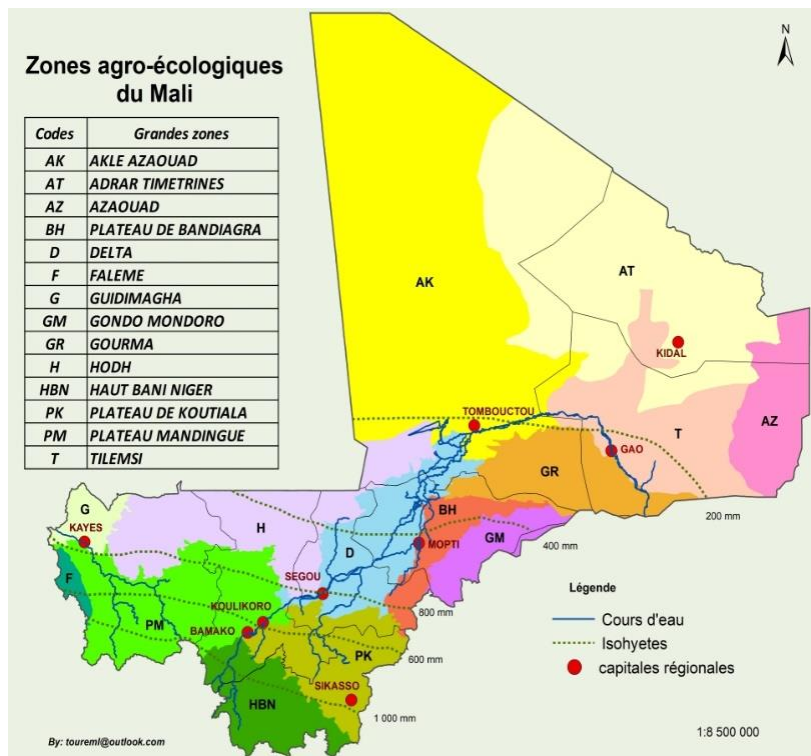 Zones agro-écologiques
du Mali
Codes Grandes zones
AK AKLE AZAOUAD
AT ADRAR TIMETRINES
AZ AZAOUAD
BH PLATEAU DE BANDIAGRA
D DELTA
F FALEME
G GUIDIMAGHA
GM GONDO MONDORO
GR GOURMA
H HODH
HBN HAUT BANI NIGER
PK PLATEAU DE KOUTIALA
PM PLATEAU MANDINGUE
T TILEMSI
N
AK
AT
KIDAL
TOMBOUCTOU
T
AZ
GAO
GR
G
KAYES
H
BH
D
MOPTI
GM
200 mm
400 mm
F
SEGOU
KOULIKORO
800 mm
PM
BAMAKO
PK
600 mm
SIKASSO
HBN
1 000 mm
Légende
Cours d'eau
Isohyetes
capitales régionales
1:8 500 000
By: toureml@outlook.com